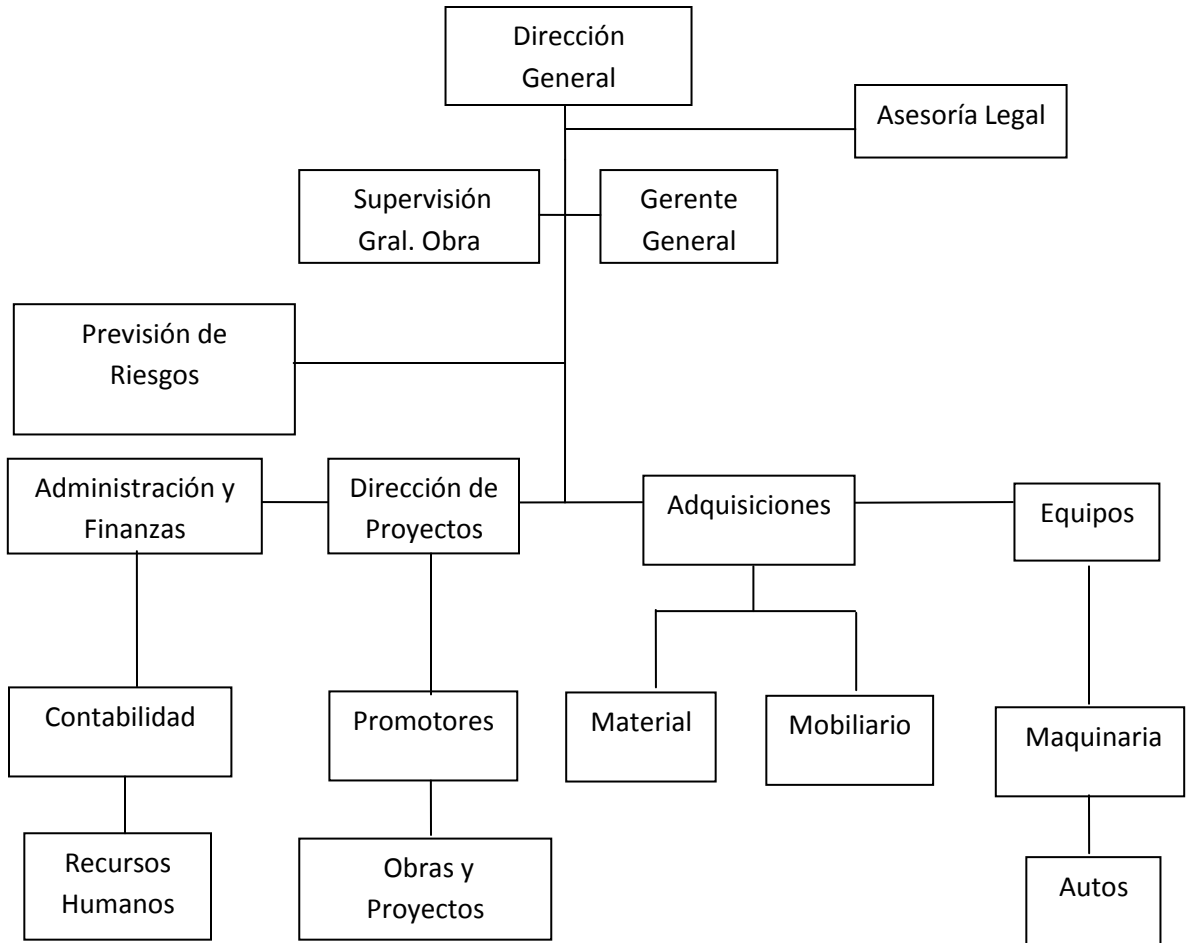 Dirección
General
Asesoría Legal
Supervisión
Gral. Obra
Gerente
General
Previsión de
Riesgos
Administración y
Finanzas
Dirección de
Proyectos
Adquisiciones
Equipos
Contabilidad
Promotores
Material
Mobiliario
Maquinaria
Recursos
Humanos
Obras y
Proyectos
Autos